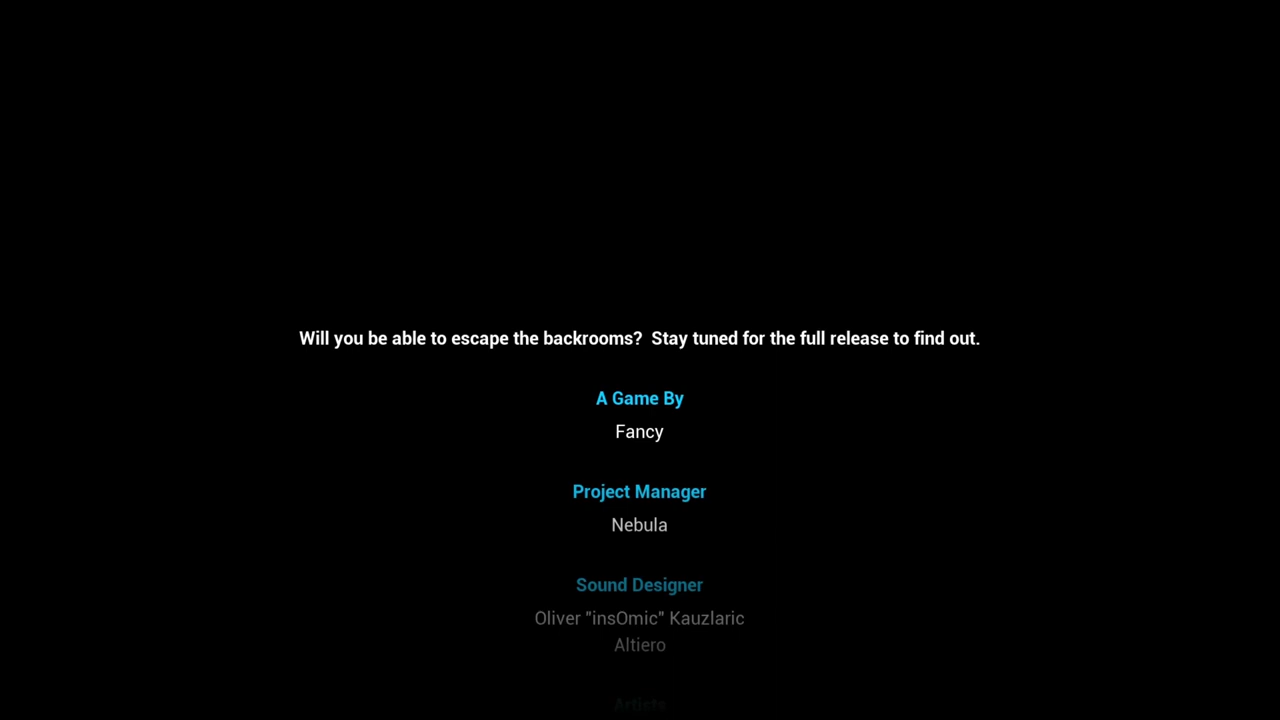 Will you be able to escape the backrooms?  Stay tuned for the full release to find out.
A Game By
Fancy
Project Manager
Nebula
Sound Designer
Oliver "insOmic" Kauzlaric
Altiero
Artists